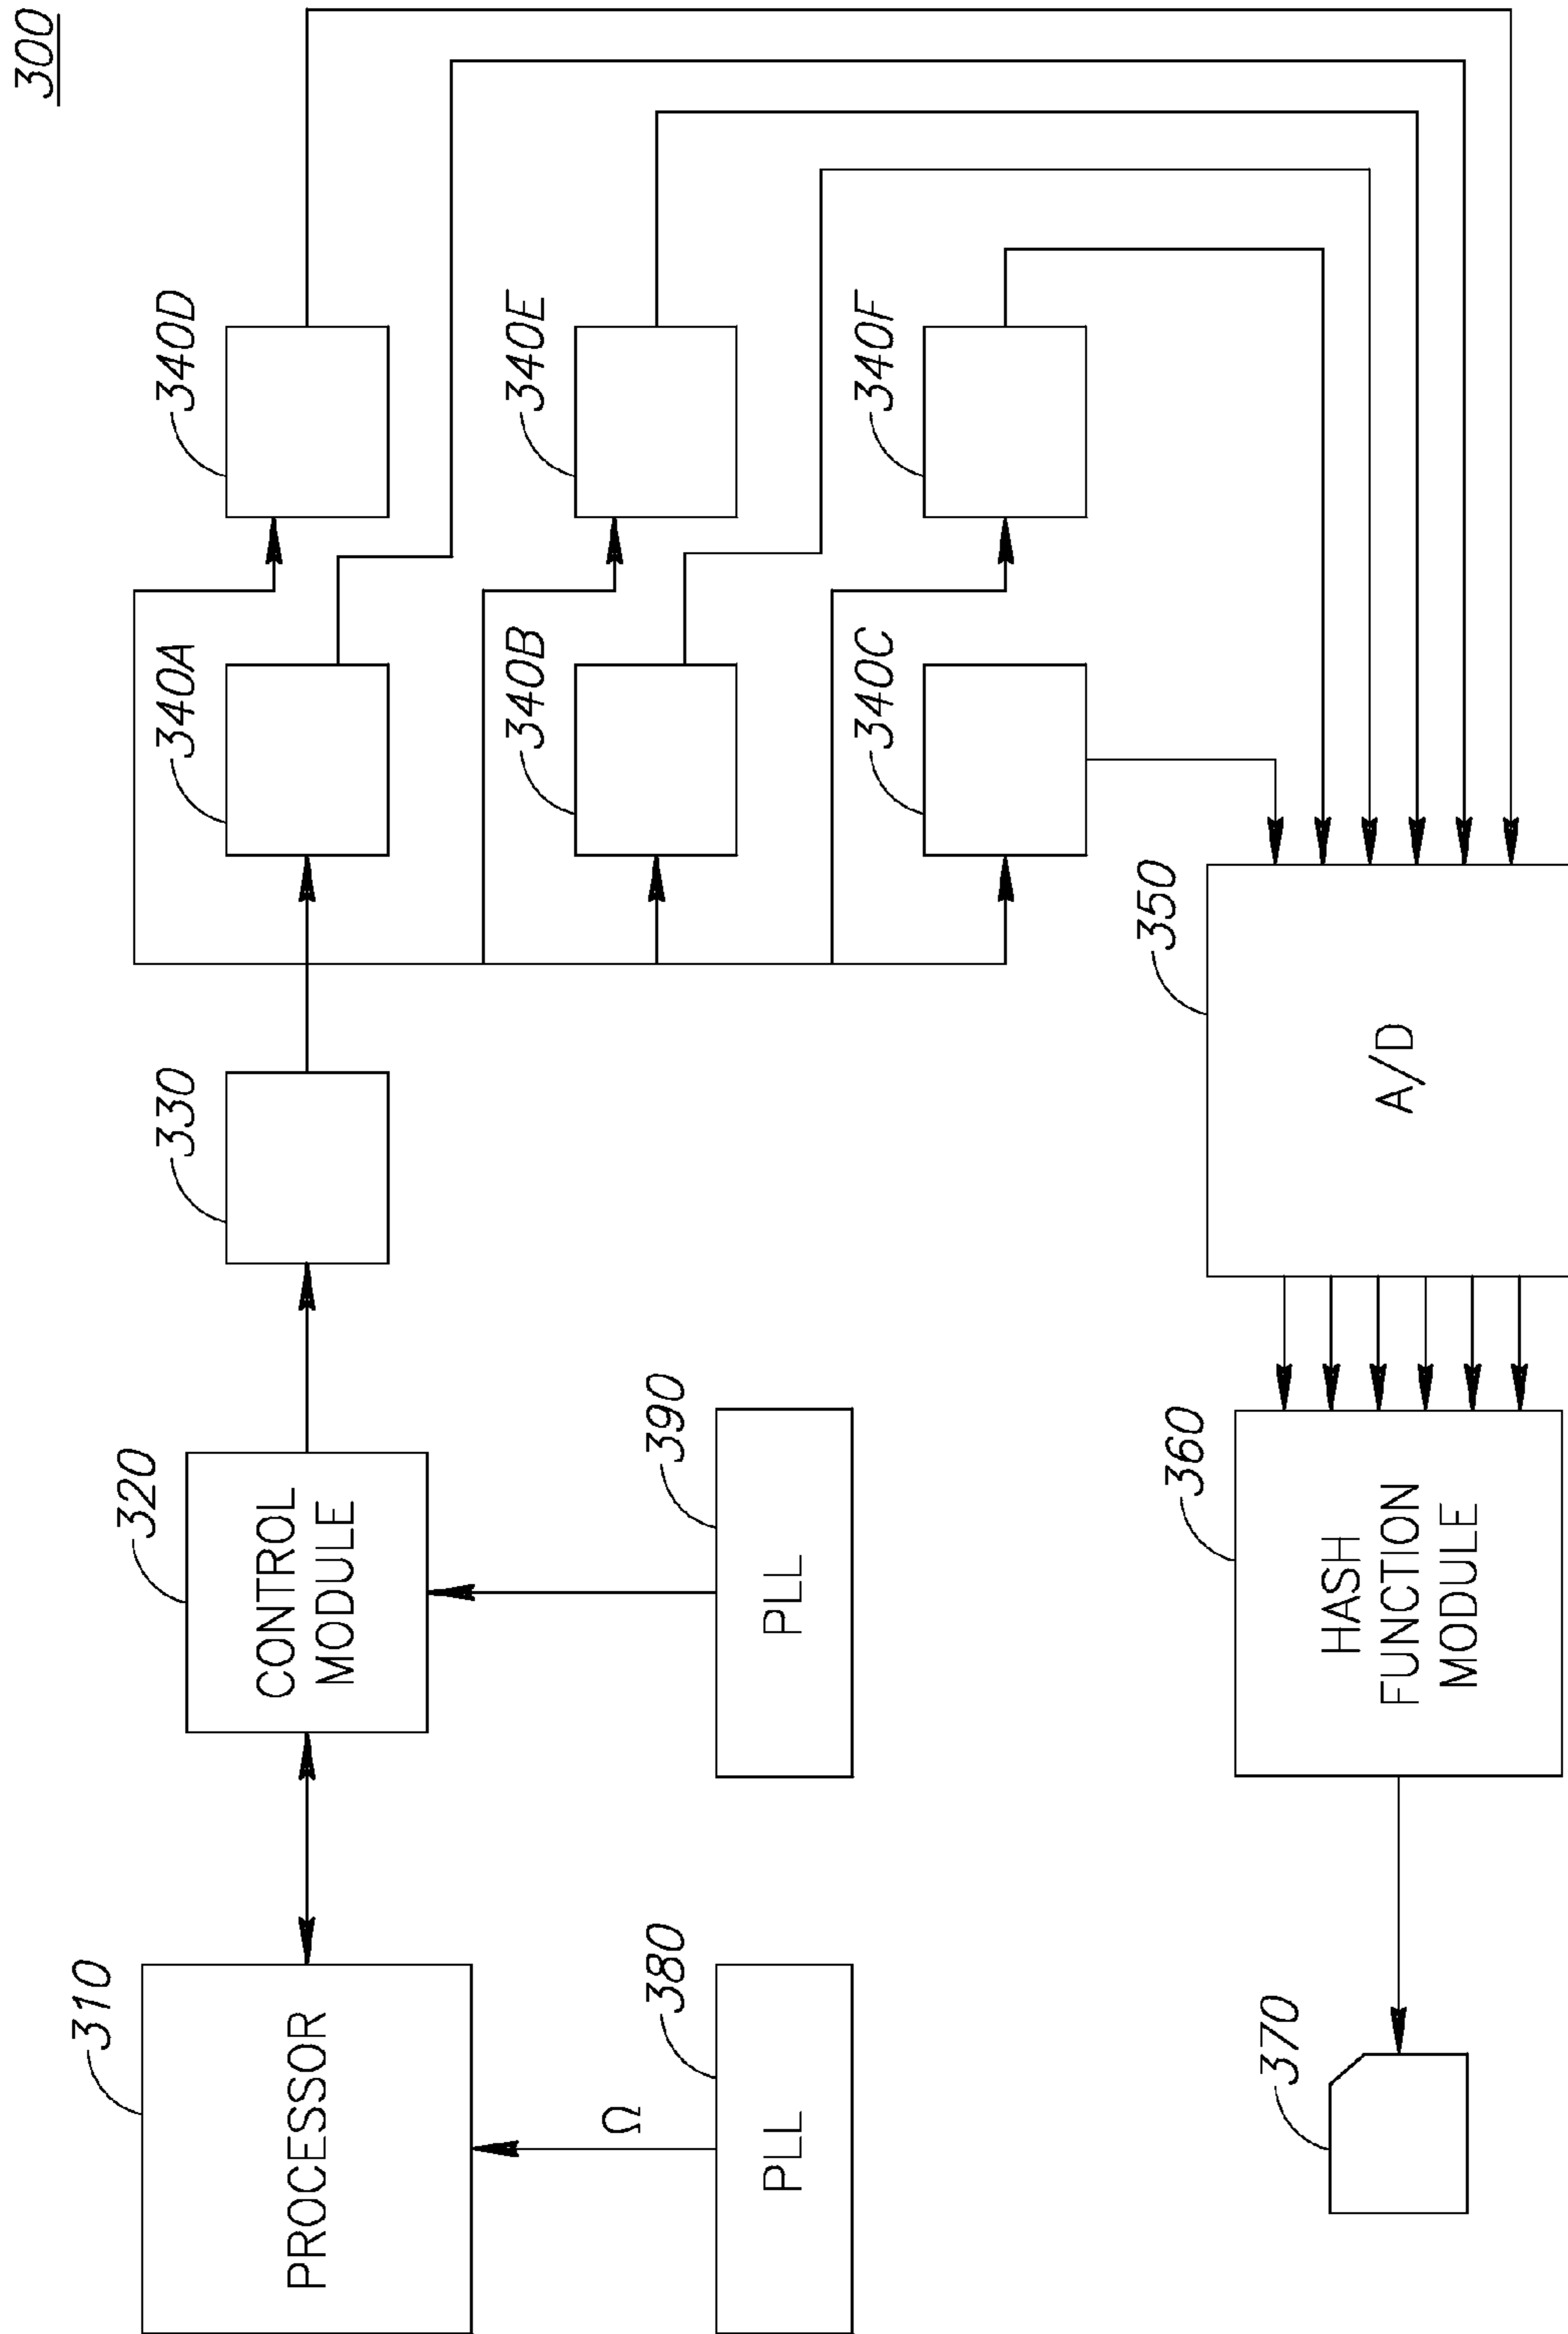 300
310
PROCESSOR
320
CONTROL
MODULE
330
340A
340D
340B
340E
340C
340F
380
Ω
PLL
390
PLL
370
360
HASH
FUNCTION
MODULE
350
A/D